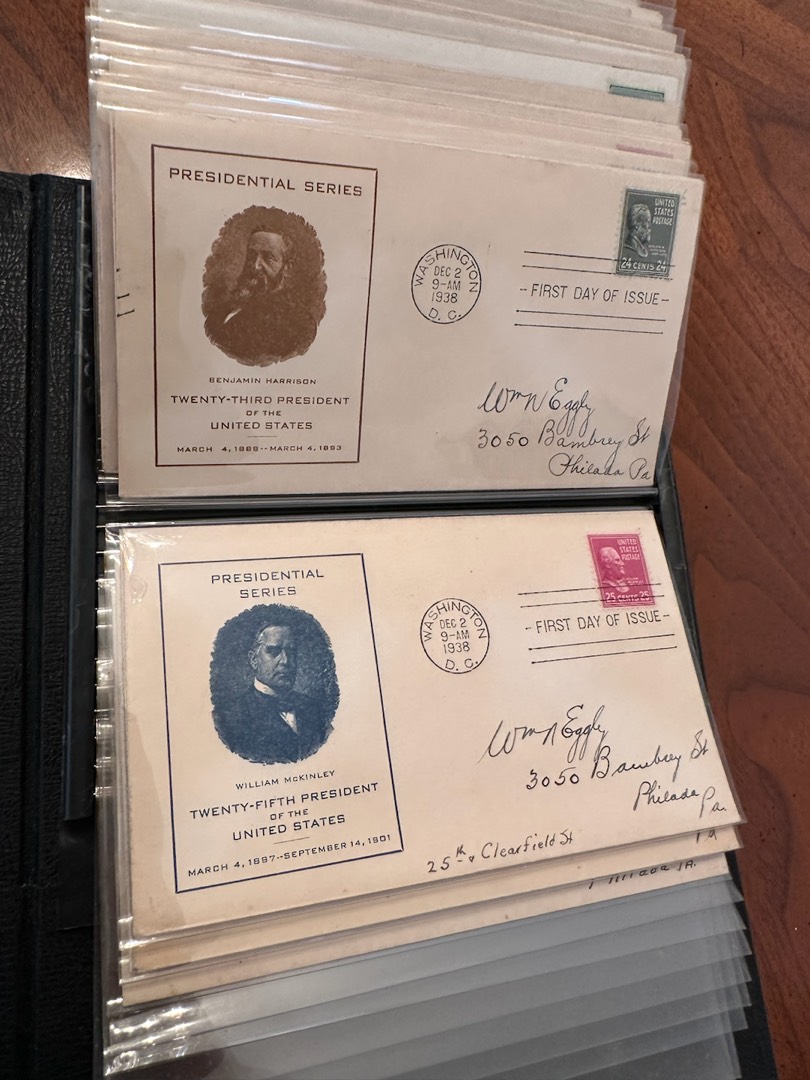 PRESIDENTIAL SERIES
BENJAMIN HARRISON
TWENTY-THIRD PRESIDENT
OF THE
UNITED STATES
MARCH 4, 1889--MARCH 4, 1893
WASHINGTON
DEC 2
9-AM
1938
D. C.
UNITED
STATES
POSTAGE
24 CENTS 24
- FIRST DAY OF ISSUE -
Wm N Eggly
3050 Bambrey St
Philada Pa
PRESIDENTIAL
SERIES
WILLIAM McKINLEY
TWENTY-FIFTH PRESIDENT
OF THE
UNITED STATES
MARCH 4, 1897--SEPTEMBER 14, 1901
WASHINGTON
DEC 2
9-AM
1938
D. C.
UNITED
STATES
POSTAGE
25 CENTS 25
- FIRST DAY OF ISSUE -
Wm N Eggly
3050 Bambrey St
Philada
Pa.
25th & Clearfield St